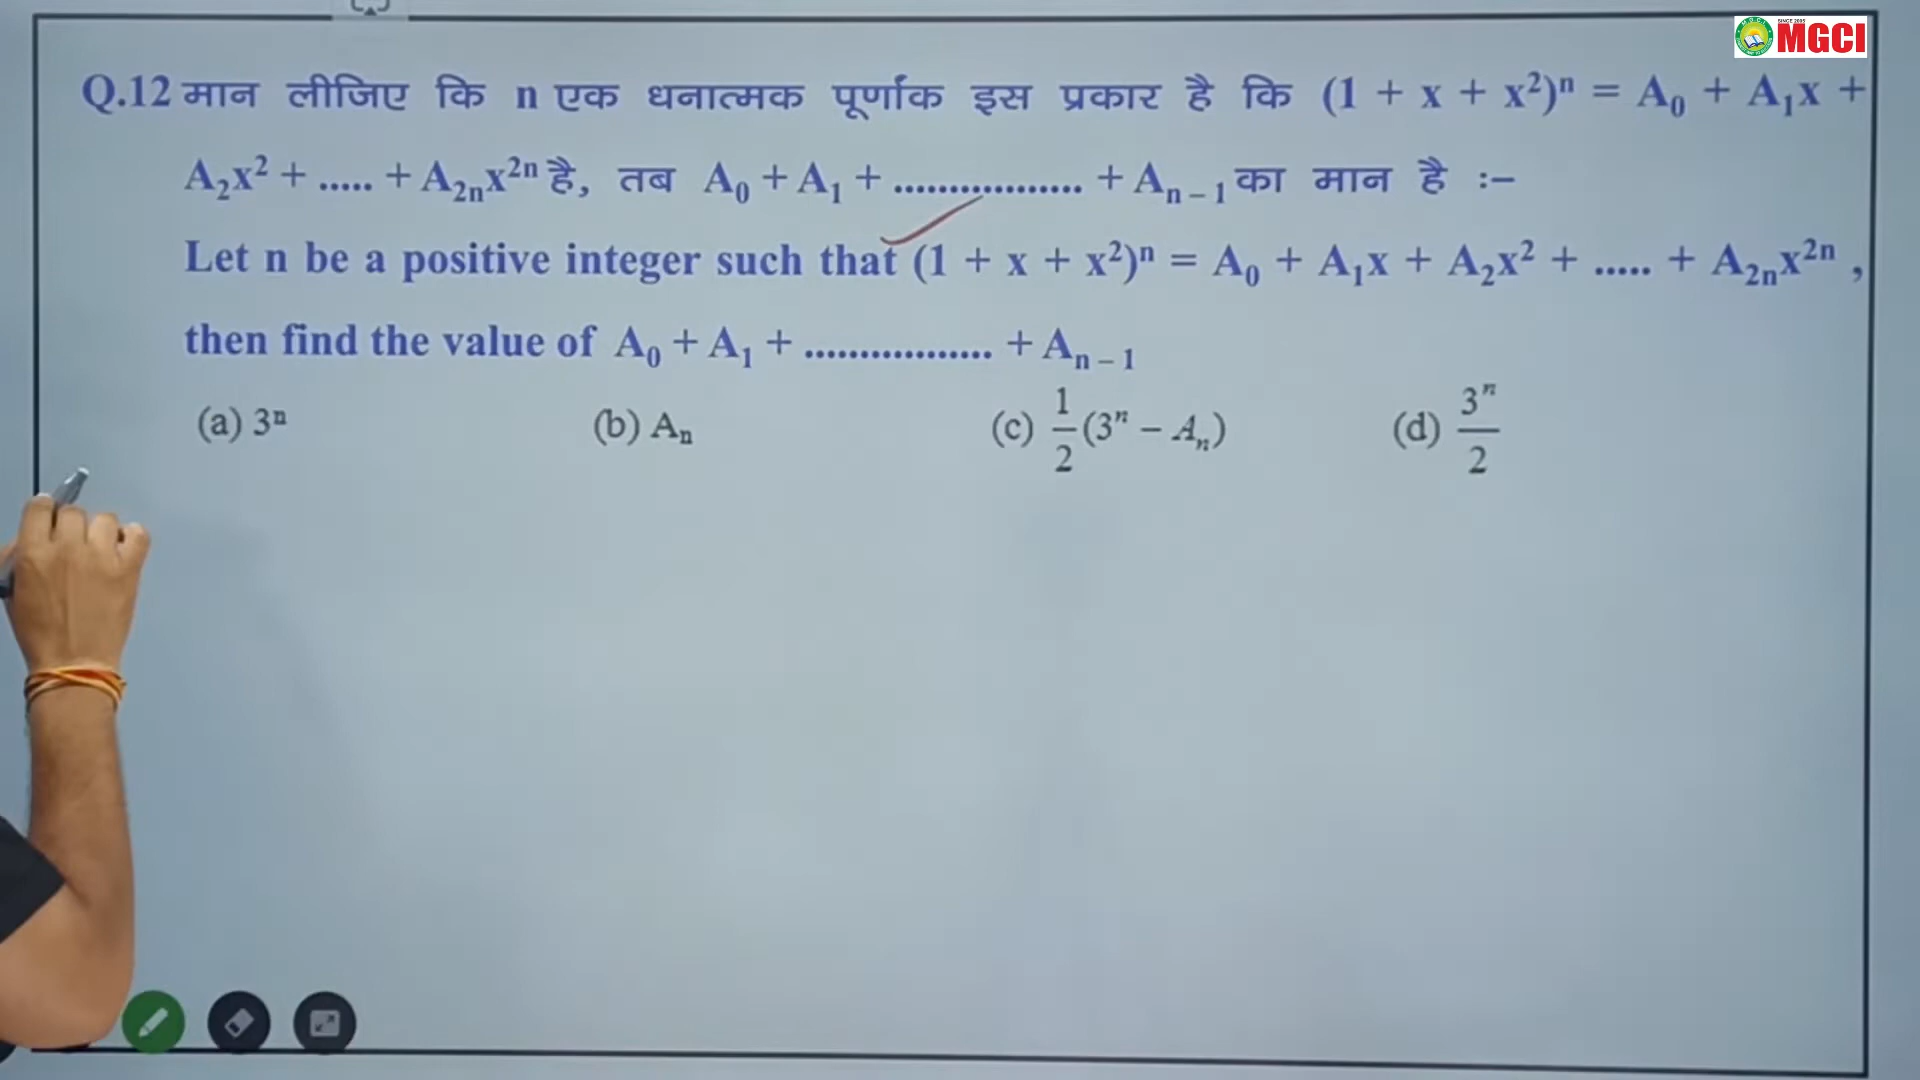 SINCE 2005
MGCI
Q.12 मान लीजिए कि n एक धनात्मक पूर्णांक इस प्रकार है कि (1 + x + x²)ⁿ = A₀ + A₁x +
A₂x² + ..... + A₂ₙx²ⁿ है, तब A₀ + A₁ + ................. + Aₙ₋₁ का मान है :–
Let n be a positive integer such that (1 + x + x²)ⁿ = A₀ + A₁x + A₂x² + ..... + A₂ₙx²ⁿ ,
then find the value of A₀ + A₁ + ................. + Aₙ₋₁
(a) 3ⁿ (b) Aₙ (c) 1/2 (3ⁿ – Aₙ) (d) 3ⁿ/2